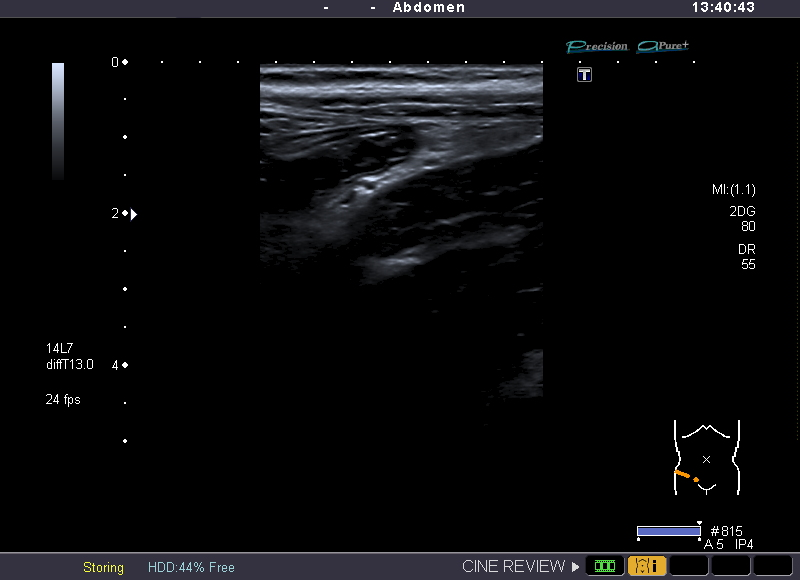 - - Abdomen 13:40:43
Precision APure+
T
0
2
4
MI:(1.1)
2DG
80
DR
55
14L7
diffT13.0
24 fps
#815
A 5 IP4
Storing HDD:44% Free CINE REVIEW
i